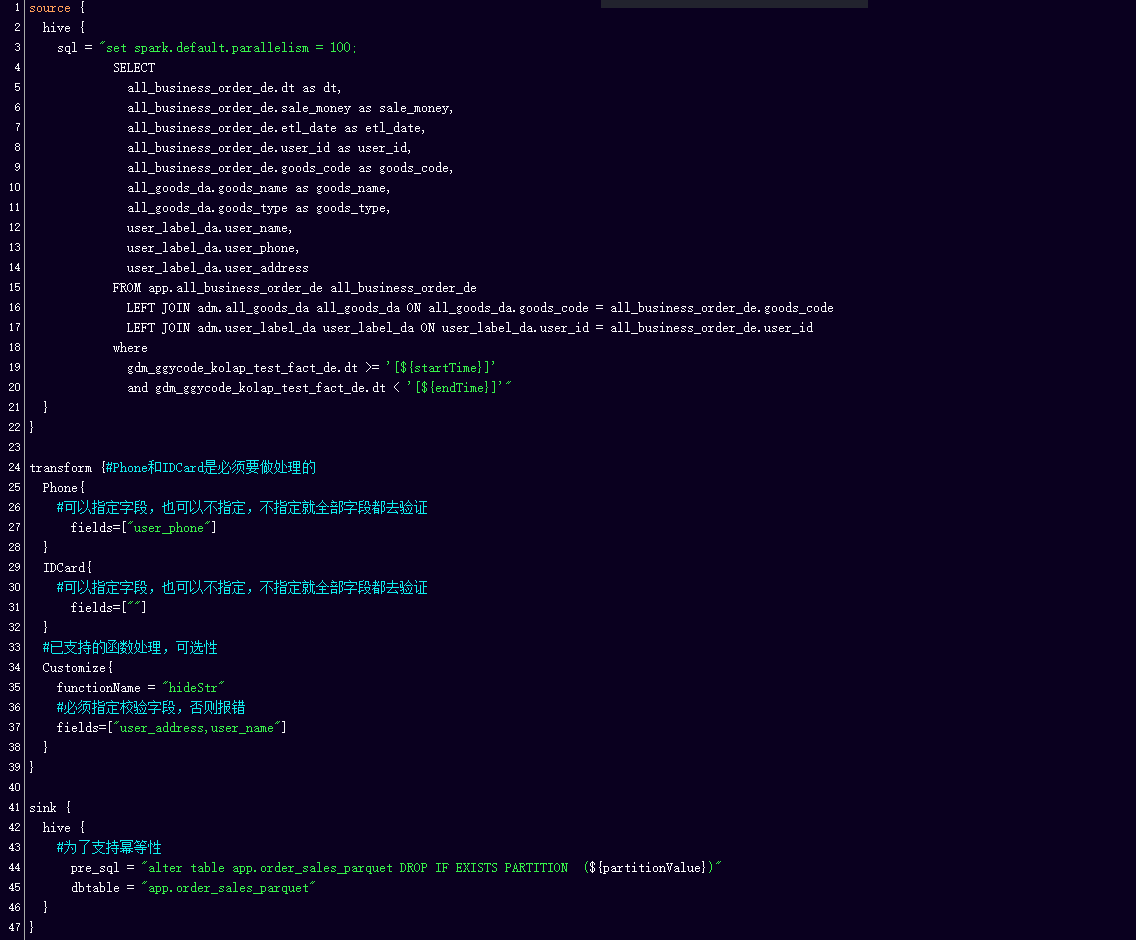 1 source {
2   hive {
3     sql = "set spark.default.parallelism = 100;
4             SELECT
5               all_business_order_de.dt as dt,
6               all_business_order_de.sale_money as sale_money,
7               all_business_order_de.etl_date as etl_date,
8               all_business_order_de.user_id as user_id,
9               all_business_order_de.goods_code as goods_code,
10               all_goods_da.goods_name as goods_name,
11               all_goods_da.goods_type as goods_type,
12               user_label_da.user_name,
13               user_label_da.user_phone,
14               user_label_da.user_address
15             FROM app.all_business_order_de all_business_order_de
16               LEFT JOIN adm.all_goods_da all_goods_da ON all_goods_da.goods_code = all_business_order_de.goods_code
17               LEFT JOIN adm.user_label_da user_label_da ON user_label_da.user_id = all_business_order_de.user_id
18             where
19               gdm_ggycode_kolap_test_fact_de.dt >= '[${startTime}]'
20               and gdm_ggycode_kolap_test_fact_de.dt < '[${endTime}]'"
21   }
22 }
23
24 transform {#Phone和IDCard是必须要做处理的
25   Phone{
26     #可以指定字段，也可以不指定，不指定就全部字段都去验证
27       fields=["user_phone"]
28   }
29   IDCard{
30     #可以指定字段，也可以不指定，不指定就全部字段都去验证
31       fields=[""]
32   }
33   #已支持的函数处理，可选性
34   Customize{
35     functionName = "hideStr"
36     #必须指定校验字段，否则报错
37     fields=["user_address,user_name"]
38   }
39 }
40
41 sink {
42   hive {
43     #为了支持幂等性
44       pre_sql = "alter table app.order_sales_parquet DROP IF EXISTS PARTITION  (${partitionValue})"
45       dbtable = "app.order_sales_parquet"
46   }
47 }